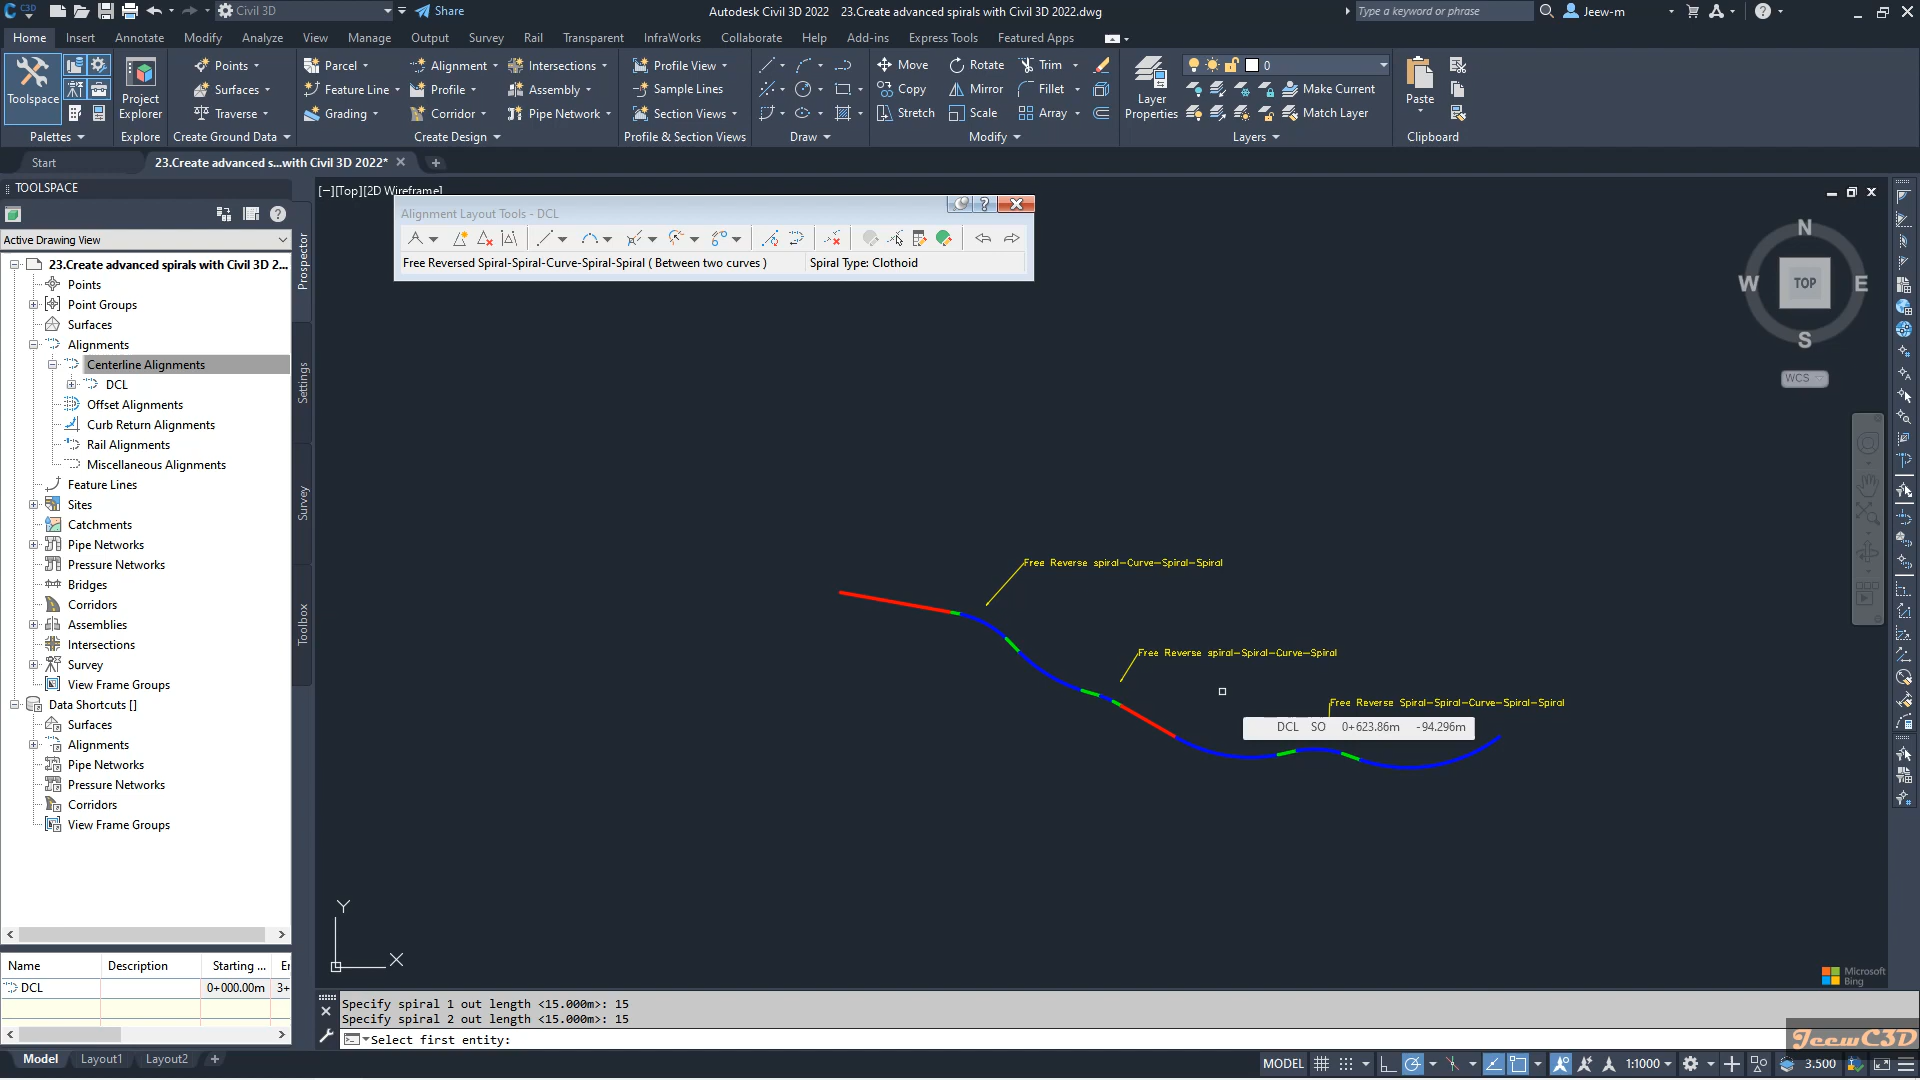 C3D
Civil 3D
Share
Autodesk Civil 3D 2022 23.Create advanced spirals with Civil 3D 2022.dwg
Type a keyword or phrase
Jeew-m
Home Insert Annotate Modify Analyze View Manage Output Survey Rail Transparent InfraWorks Collaborate Help Add-ins Express Tools Featured Apps
Points Parcel Alignment Intersections Profile View Move Rotate Trim 0
Toolspace Project Explorer Surfaces Feature Line Profile Assembly Sample Lines Copy Mirror Fillet Layer Properties Make Current Paste
Traverse Grading Corridor Pipe Network Section Views Stretch Scale Array Match Layer
Palettes Explore Create Ground Data Create Design Profile & Section Views Draw Modify Layers Clipboard
Start 23.Create advanced s...with Civil 3D 2022*
TOOLSPACE
[−][Top][2D Wireframe]
Alignment Layout Tools - DCL
Free Reversed Spiral-Spiral-Curve-Spiral-Spiral ( Between two curves ) Spiral Type: Clothoid
Active Drawing View
23.Create advanced spirals with Civil 3D 2...
Points
Point Groups
Surfaces
Alignments
Centerline Alignments
DCL
Offset Alignments
Curb Return Alignments
Rail Alignments
Miscellaneous Alignments
Feature Lines
Sites
Catchments
Pipe Networks
Pressure Networks
Bridges
Corridors
Assemblies
Intersections
Survey
View Frame Groups
Data Shortcuts []
Surfaces
Alignments
Pipe Networks
Pressure Networks
Corridors
View Frame Groups
Prospector
Settings
Survey
Toolbox
N
W TOP E
S
WCS
Free Reverse spiral-Curve-Spiral-Spiral
Free Reverse spiral-Spiral-Curve-Spiral
Free Reverse Spiral-Spiral-Curve-Spiral-Spiral
DCL SO 0+623.86m -94.296m
Y
X
Microsoft
Bing
Name Description Starting ...
DCL 0+000.00m 3+
Specify spiral 1 out length <15.000m>: 15
Specify spiral 2 out length <15.000m>: 15
Select first entity:
JeewC3D
Model Layout1 Layout2
MODEL 1:1000 3.500